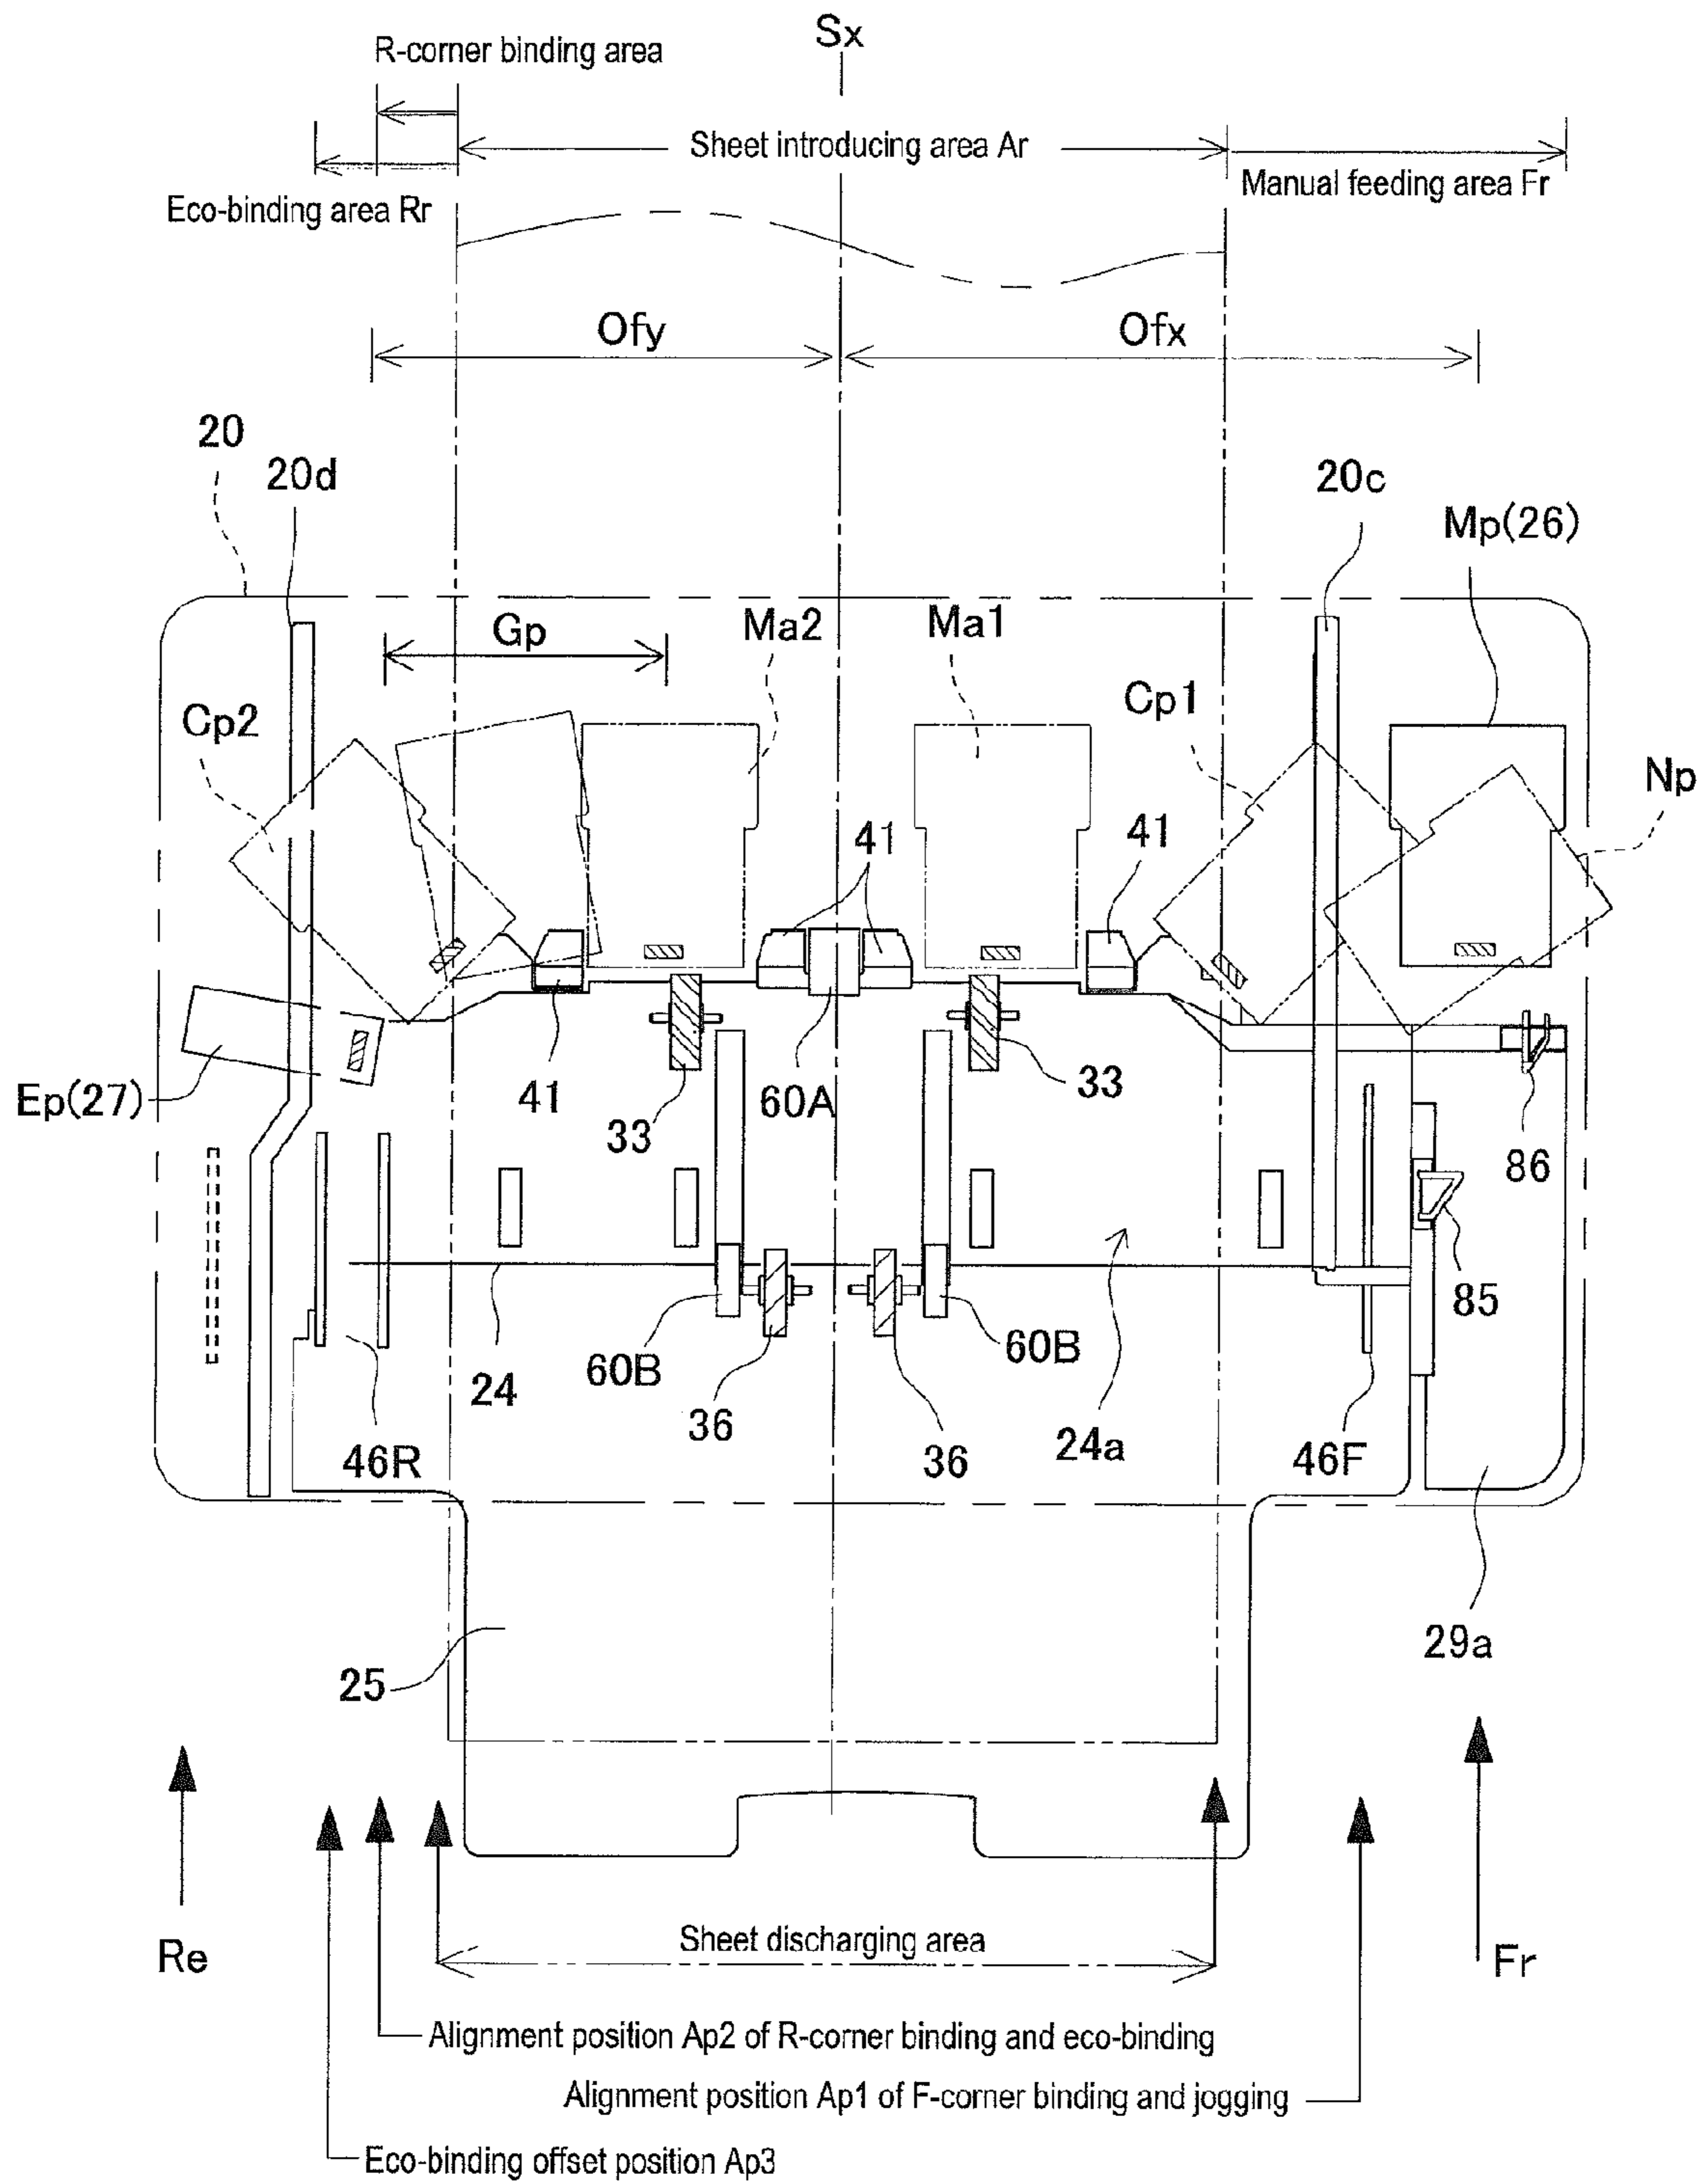 Sx
R-corner binding area
Sheet introducing area Ar
Manual feeding area Fr
Eco-binding area Rr
Ofy
Ofx
20
20d
20c
Mp(26)
Gp
Ma2
Ma1
Cp2
Cp1
Np
41
41
Ep(27)
41
33
60A
33
86
85
60B
60B
24
36
24a
46R
36
46F
29a
25
Re
Sheet discharging area
Fr
Alignment position Ap2 of R-corner binding and eco-binding
Alignment position Ap1 of F-corner binding and jogging
Eco-binding offset position Ap3